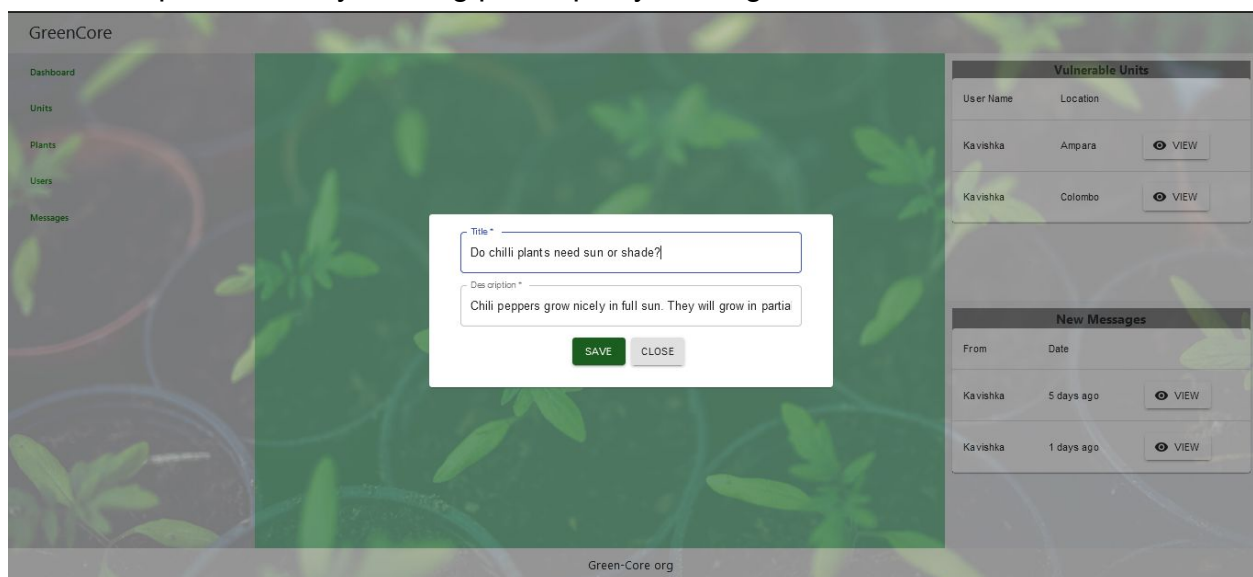 GreenCore
Dashboard
Units
Plants
Users
Messages
Title *
Do chilli plants need sun or shade?
Description *
Chili peppers grow nicely in full sun. They will grow in partia
SAVE CLOSE
Vulnerable Units
User Name Location
Kavishka Ampara VIEW
Kavishka Colombo VIEW
New Messages
From Date
Kavishka 5 days ago VIEW
Kavishka 1 days ago VIEW
Green-Core org